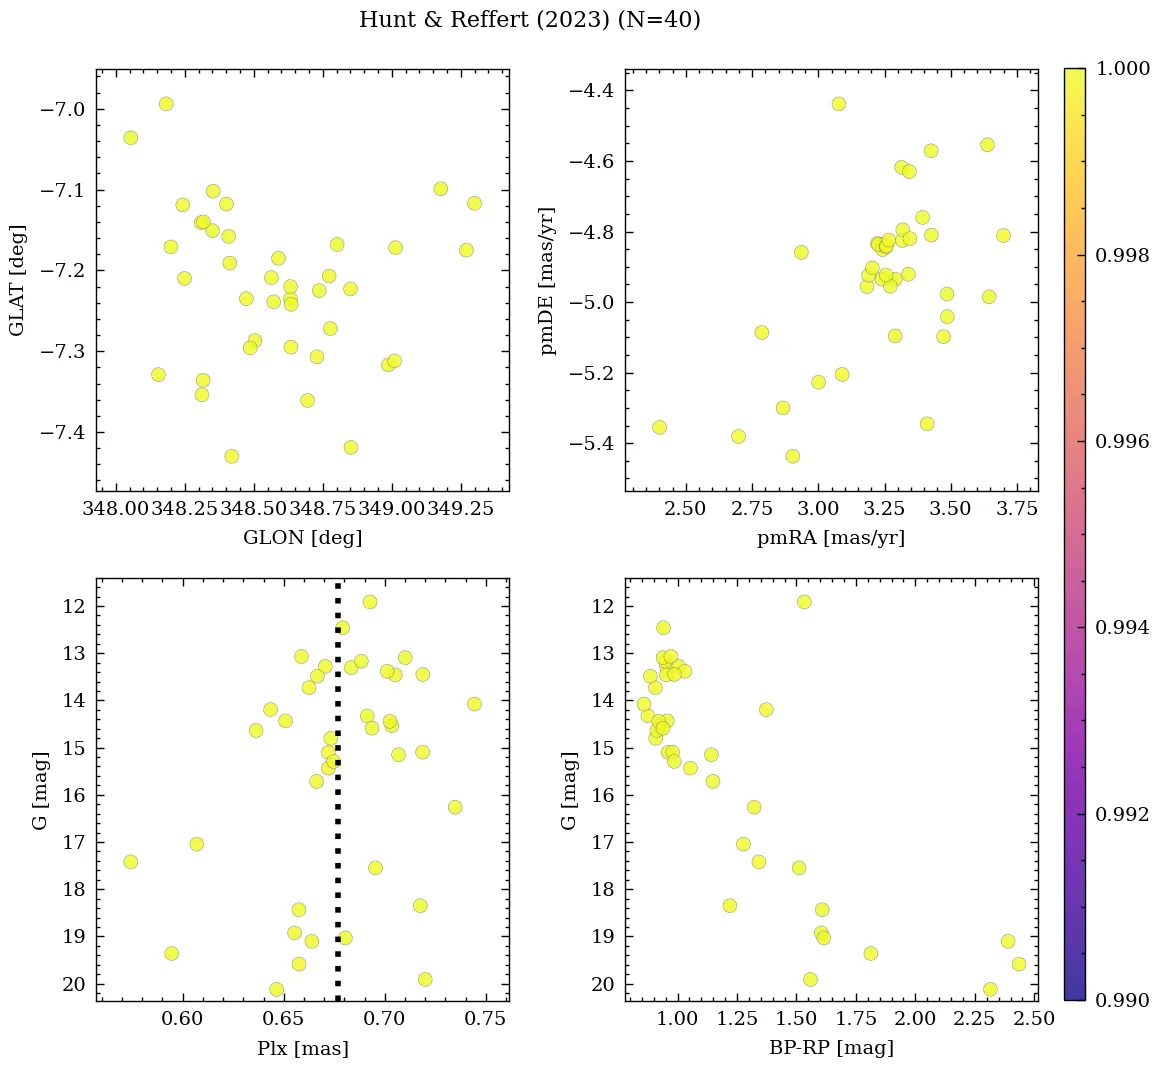 Hunt & Reffert (2023) (N=40)
−7.0
−7.1
−7.2
−7.3
−7.4
GLAT [deg]
348.00 348.25 348.50 348.75 349.00 349.25
GLON [deg]
−4.4
−4.6
−4.8
−5.0
−5.2
−5.4
pmDE [mas/yr]
2.50 2.75 3.00 3.25 3.50 3.75
pmRA [mas/yr]
12
13
14
15
16
17
18
19
20
G [mag]
0.60 0.65 0.70 0.75
Plx [mas]
12
13
14
15
16
17
18
19
20
G [mag]
1.00 1.25 1.50 1.75 2.00 2.25 2.50
BP-RP [mag]
1.000
0.998
0.996
0.994
0.992
0.990